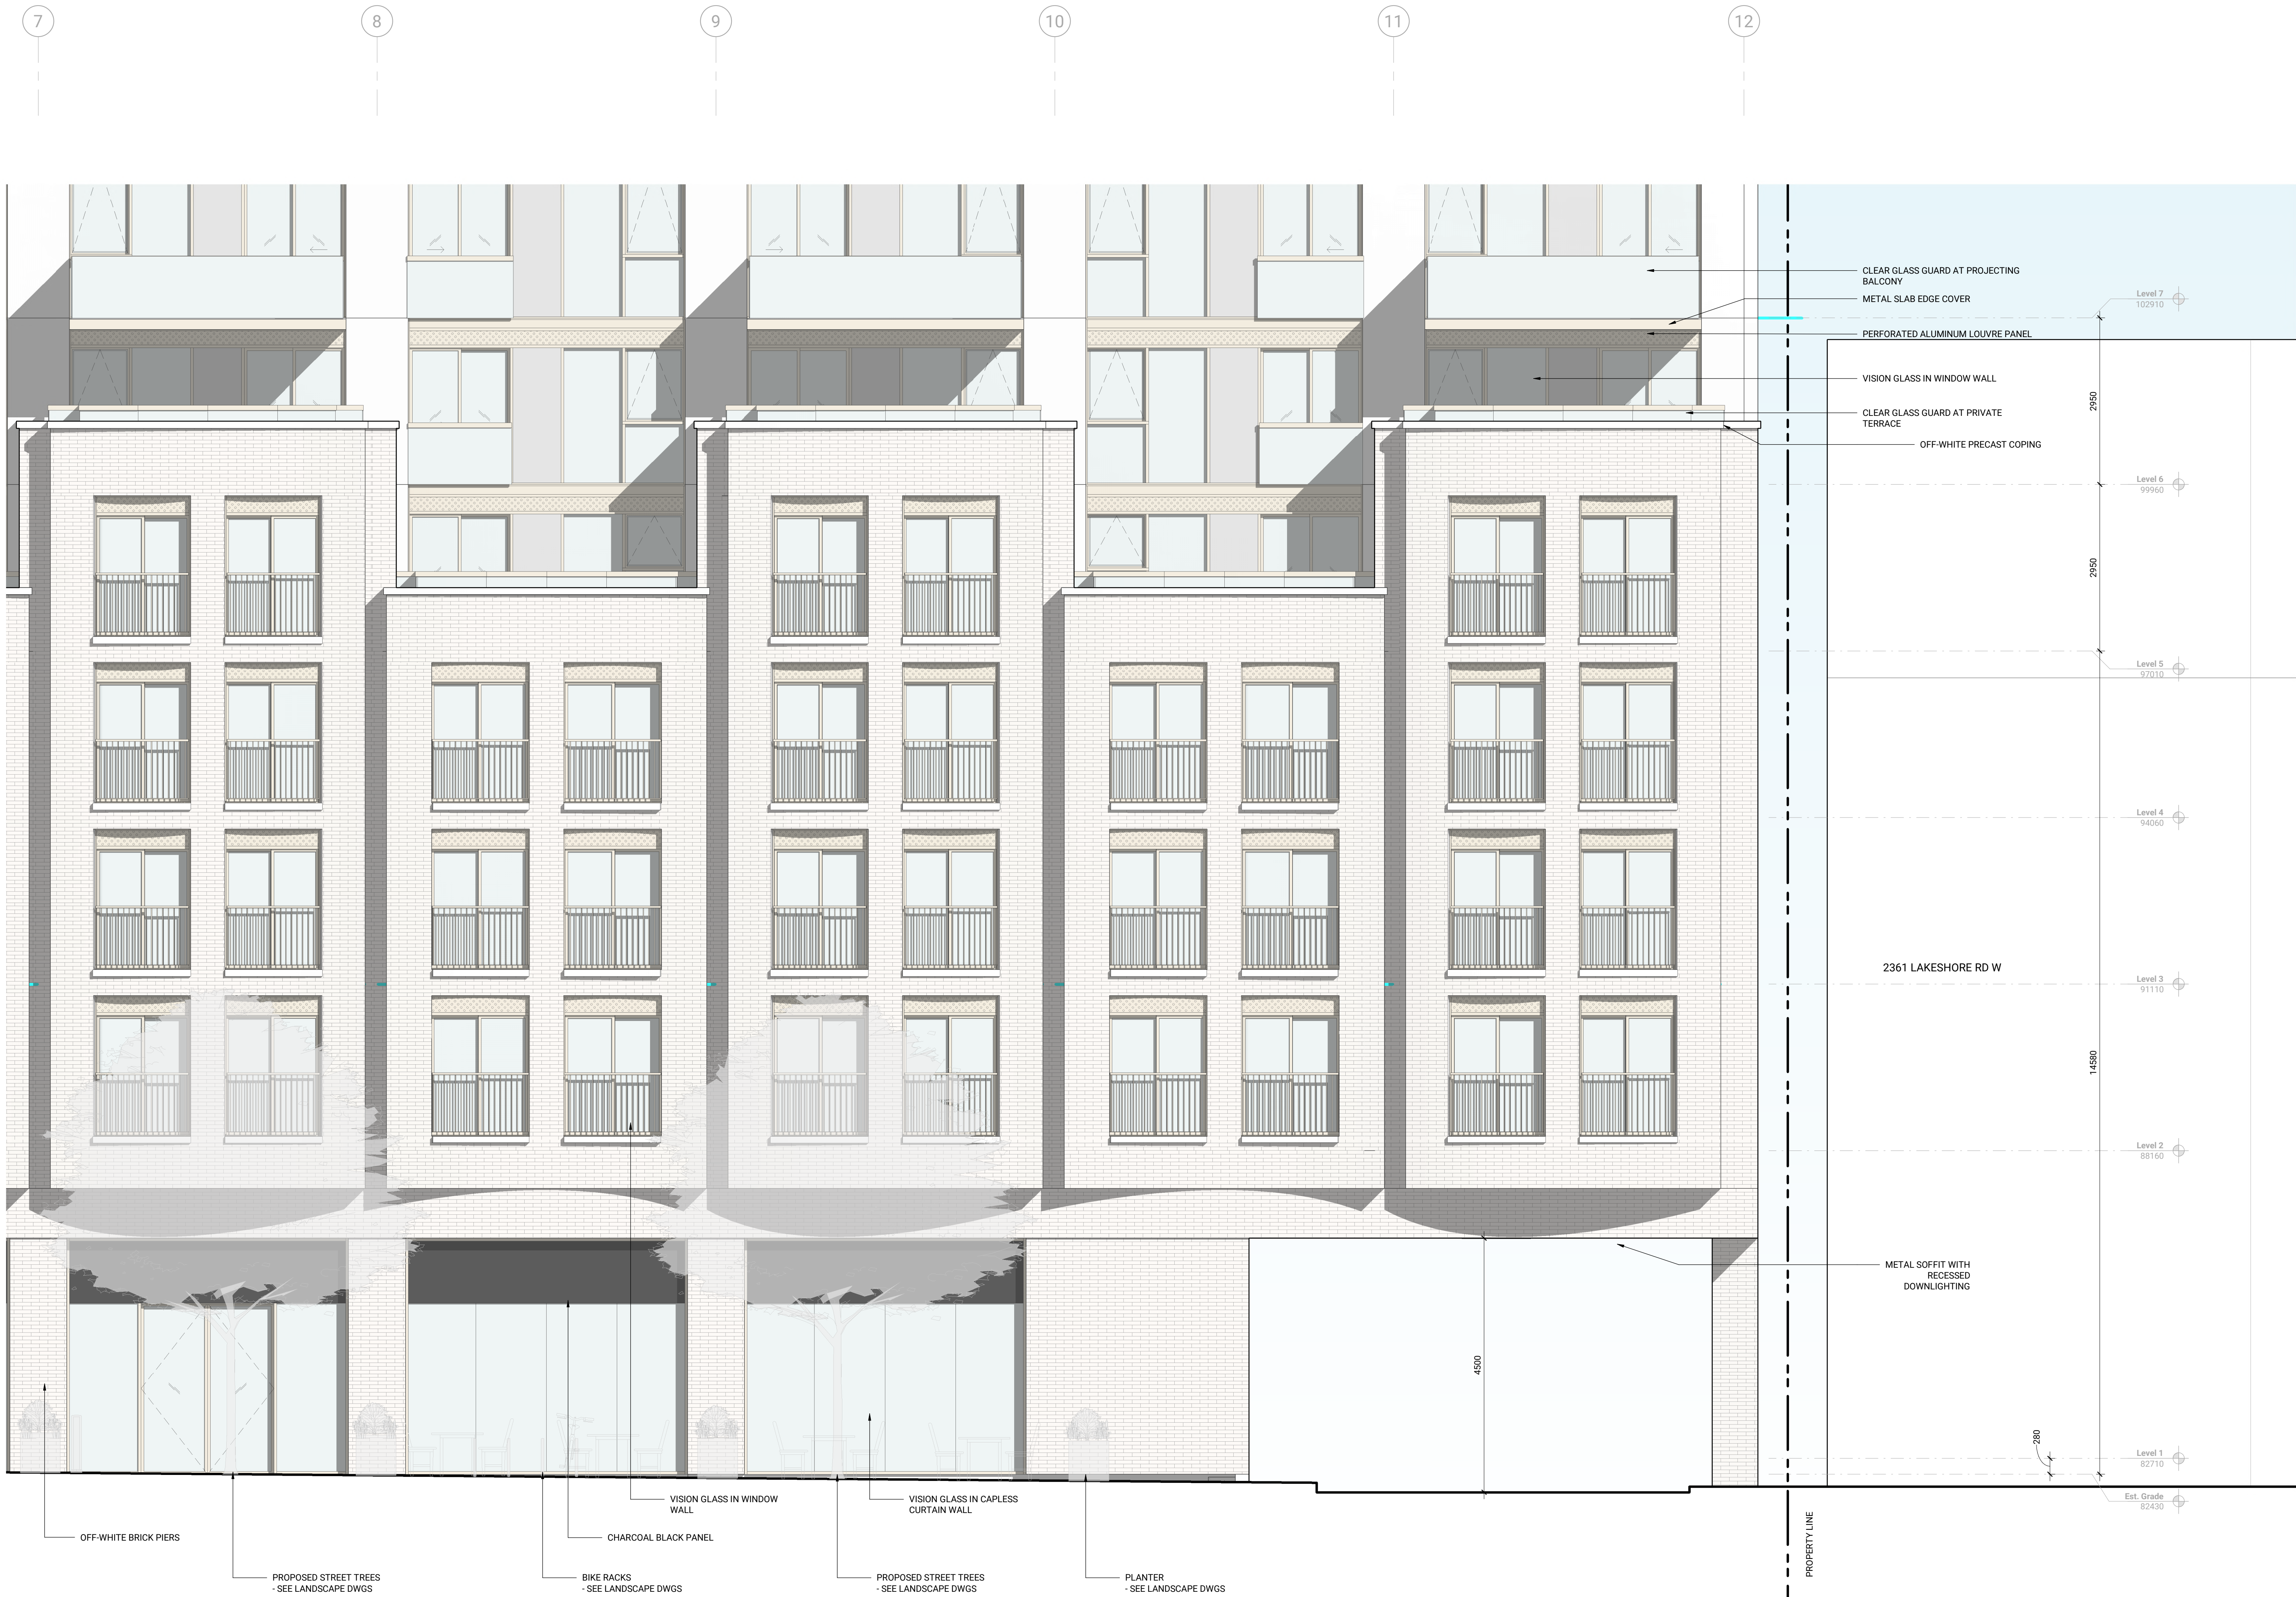 7
8
9
10
11
12
CLEAR GLASS GUARD AT PROJECTING
BALCONY
METAL SLAB EDGE COVER
PERFORATED ALUMINUM LOUVRE PANEL
VISION GLASS IN WINDOW WALL
CLEAR GLASS GUARD AT PRIVATE
TERRACE
OFF-WHITE PRECAST COPING
Level 7
102910
2950
Level 6
99960
2950
Level 5
97010
Level 4
94060
2361 LAKESHORE RD W
Level 3
91110
14580
Level 2
88160
METAL SOFFIT WITH
RECESSED
DOWNLIGHTING
4500
280
Level 1
82710
Est. Grade
82430
PROPERTY LINE
VISION GLASS IN WINDOW
WALL
VISION GLASS IN CAPLESS
CURTAIN WALL
OFF-WHITE BRICK PIERS
CHARCOAL BLACK PANEL
PROPOSED STREET TREES
- SEE LANDSCAPE DWGS
BIKE RACKS
- SEE LANDSCAPE DWGS
PROPOSED STREET TREES
- SEE LANDSCAPE DWGS
PLANTER
- SEE LANDSCAPE DWGS